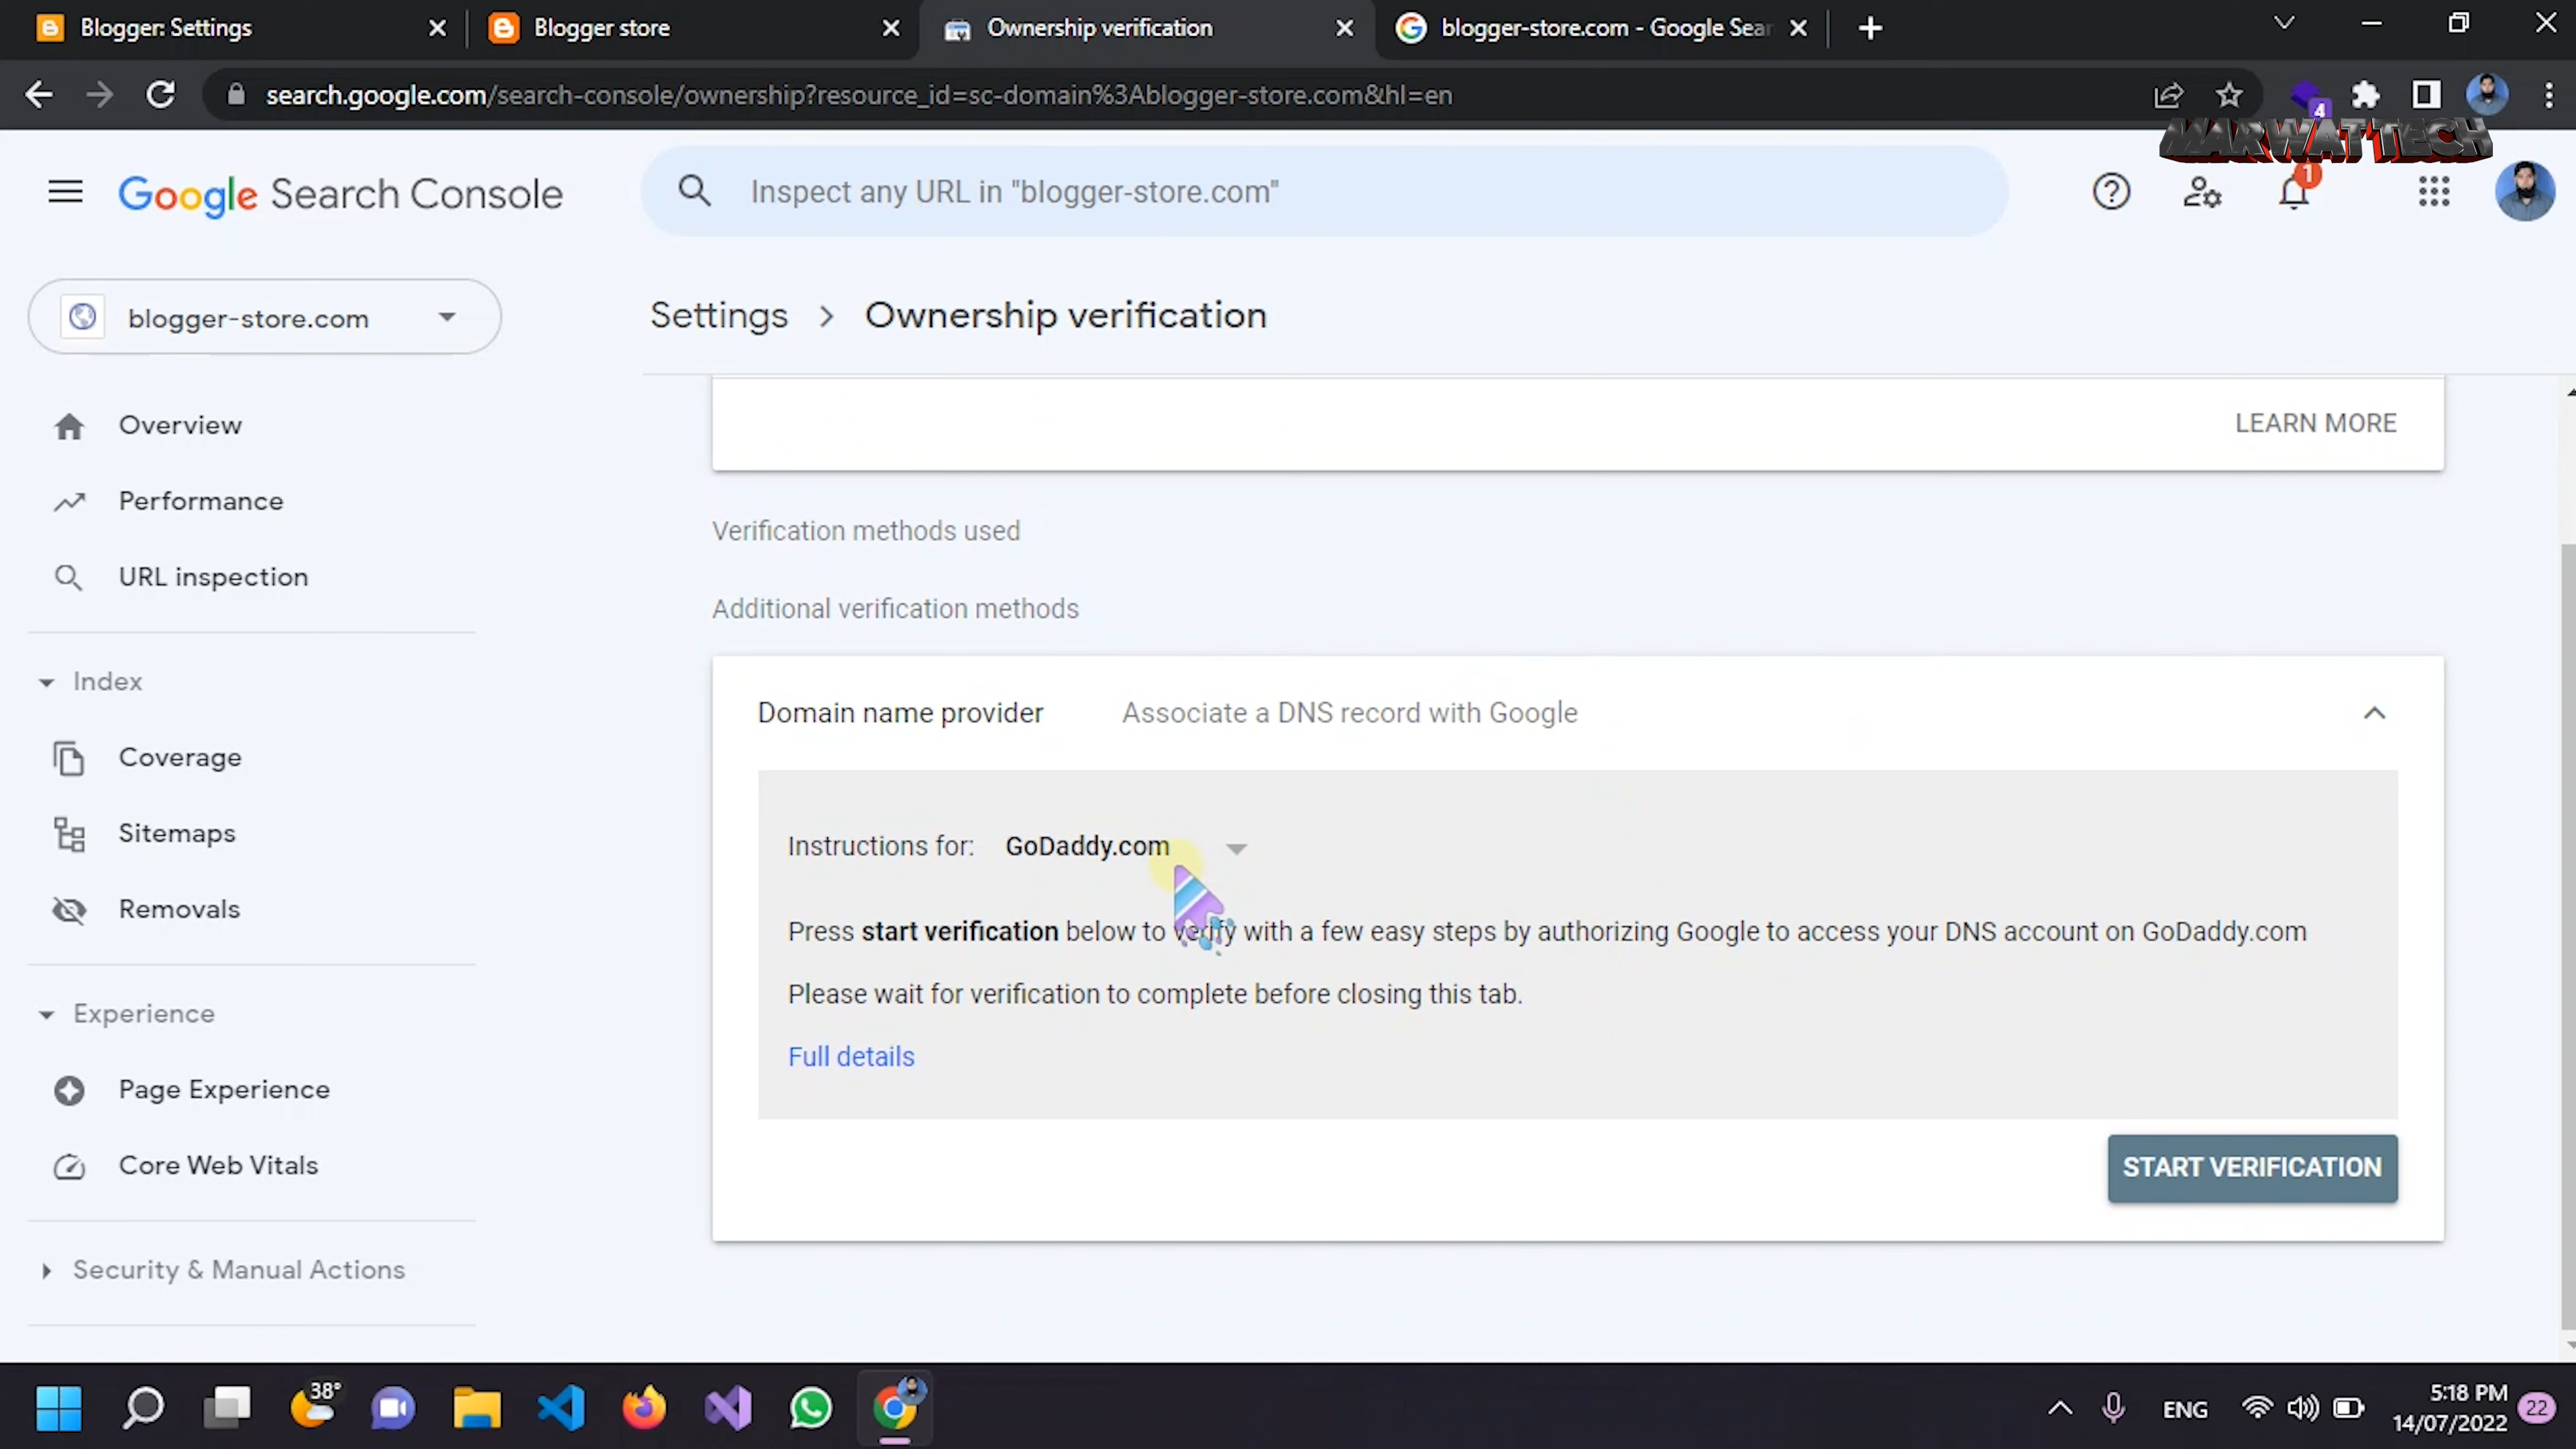 Blogger: Settings
Blogger store
Ownership verification
blogger-store.com - Google Sear
search.google.com/search-console/ownership?resource_id=sc-domain%3Ablogger-store.com&hl=en
4
MARWAT TECH
Google Search Console
Inspect any URL in "blogger-store.com"
1
blogger-store.com
Settings > Ownership verification
Overview
Performance
URL inspection
Index
Coverage
Sitemaps
Removals
Experience
Page Experience
Core Web Vitals
Security & Manual Actions
LEARN MORE
Verification methods used
Additional verification methods
Domain name provider Associate a DNS record with Google
Instructions for: GoDaddy.com
Press start verification below to verify with a few easy steps by authorizing Google to access your DNS account on GoDaddy.com
Please wait for verification to complete before closing this tab.
Full details
START VERIFICATION
38°
ENG
5:18 PM
14/07/2022
22